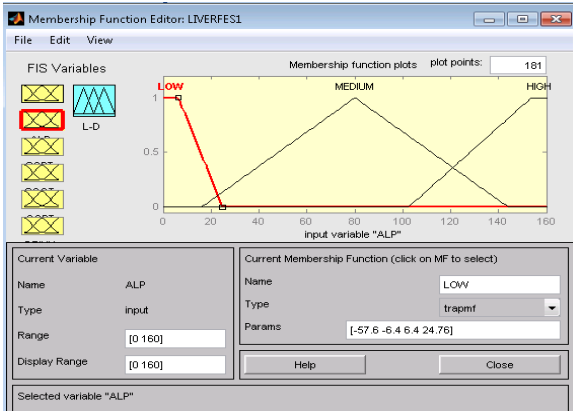 Membership Function Editor: LIVERFES1
File Edit View
FIS Variables
L-D
Membership function plots plot points: 181
LOW MEDIUM HIGH
1
0.5
0
0 20 40 60 80 100 120 140 160
input variable "ALP"
Current Variable
Name ALP
Type input
Range [0 160]
Display Range [0 160]
Current Membership Function (click on MF to select)
Name LOW
Type trapmf
Params [-57.6 -6.4 6.4 24.76]
Help Close
Selected variable "ALP"